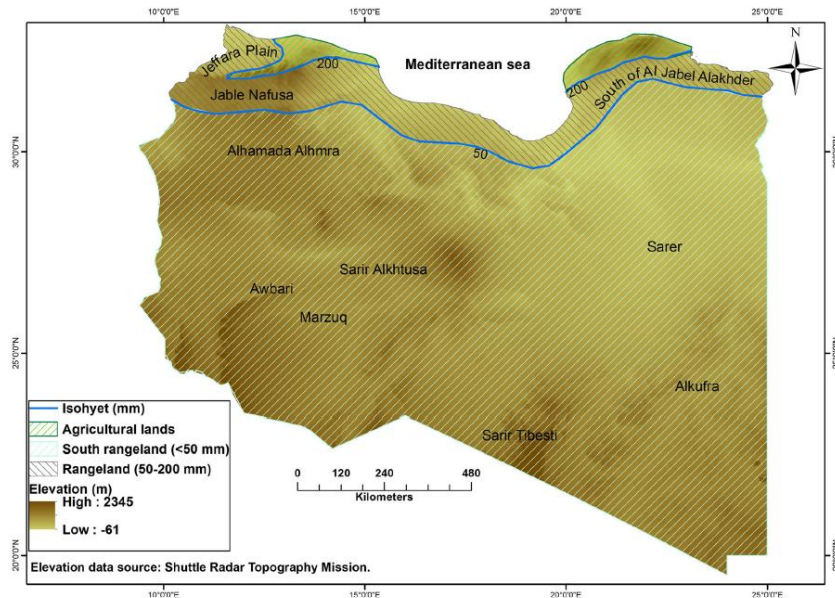 10°0'0"E
15°0'0"E
20°0'0"E
25°0'0"E
N
Jeffara Plain
200
Mediterranean sea
200
South of Al Jabel Alakhder
Jable Nafusa
50
30°0'0"N
30°0'0"N
Alhamada Alhmra
Sarer
Sarir Alkhtusa
Awbari
Marzuq
25°0'0"N
25°0'0"N
Alkufra
Sarir Tibesti
Isohyet (mm)
Agricultural lands
South rangeland (<50 mm)
Rangeland (50-200 mm)
Elevation (m)
High : 2345
Low : -61
0 120 240 480
Kilometers
20°0'0"N
20°0'0"N
Elevation data source: Shuttle Radar Topography Mission.
10°0'0"E
15°0'0"E
20°0'0"E
25°0'0"E